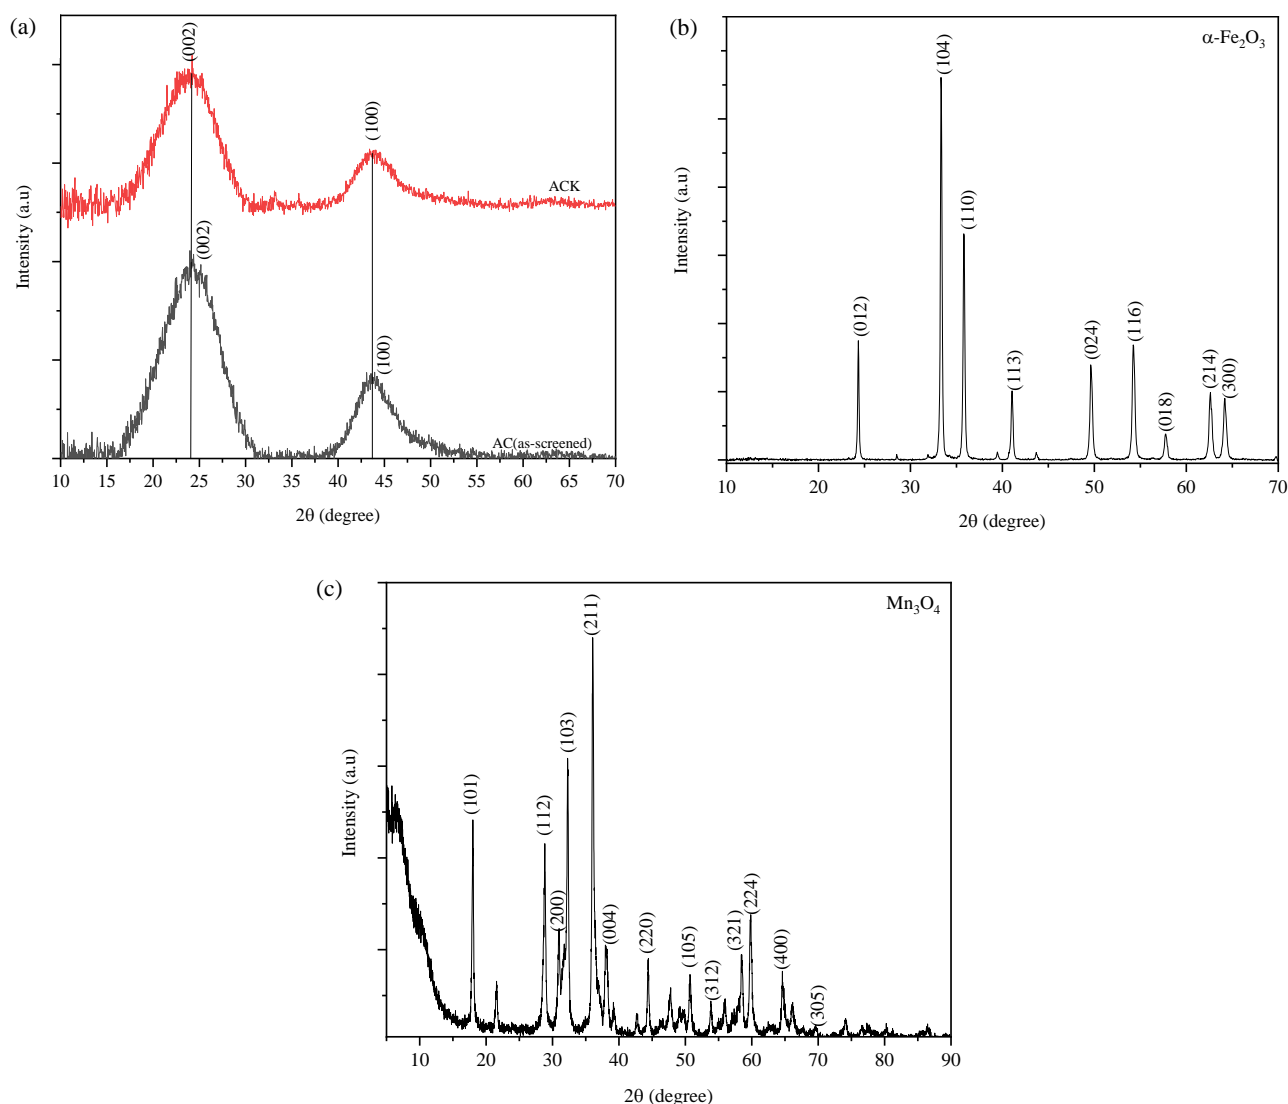 (a)
(002)
(100)
ACK
(002)
(100)
AC(as-screened)
Intensity (a.u)
10 15 20 25 30 35 40 45 50 55 60 65 70
2θ (degree)
(b)
α-Fe₂O₃
(104)
(110)
(012)
(113)
(024)
(116)
(018)
(214)
(300)
Intensity (a.u)
10 20 30 40 50 60 70
2θ (degree)
(c)
Mn₃O₄
(211)
(103)
(101)
(112)
(200)
(004)
(220)
(105)
(312)
(321)
(224)
(400)
(305)
Intensity (a.u)
10 20 30 40 50 60 70 80 90
2θ (degree)